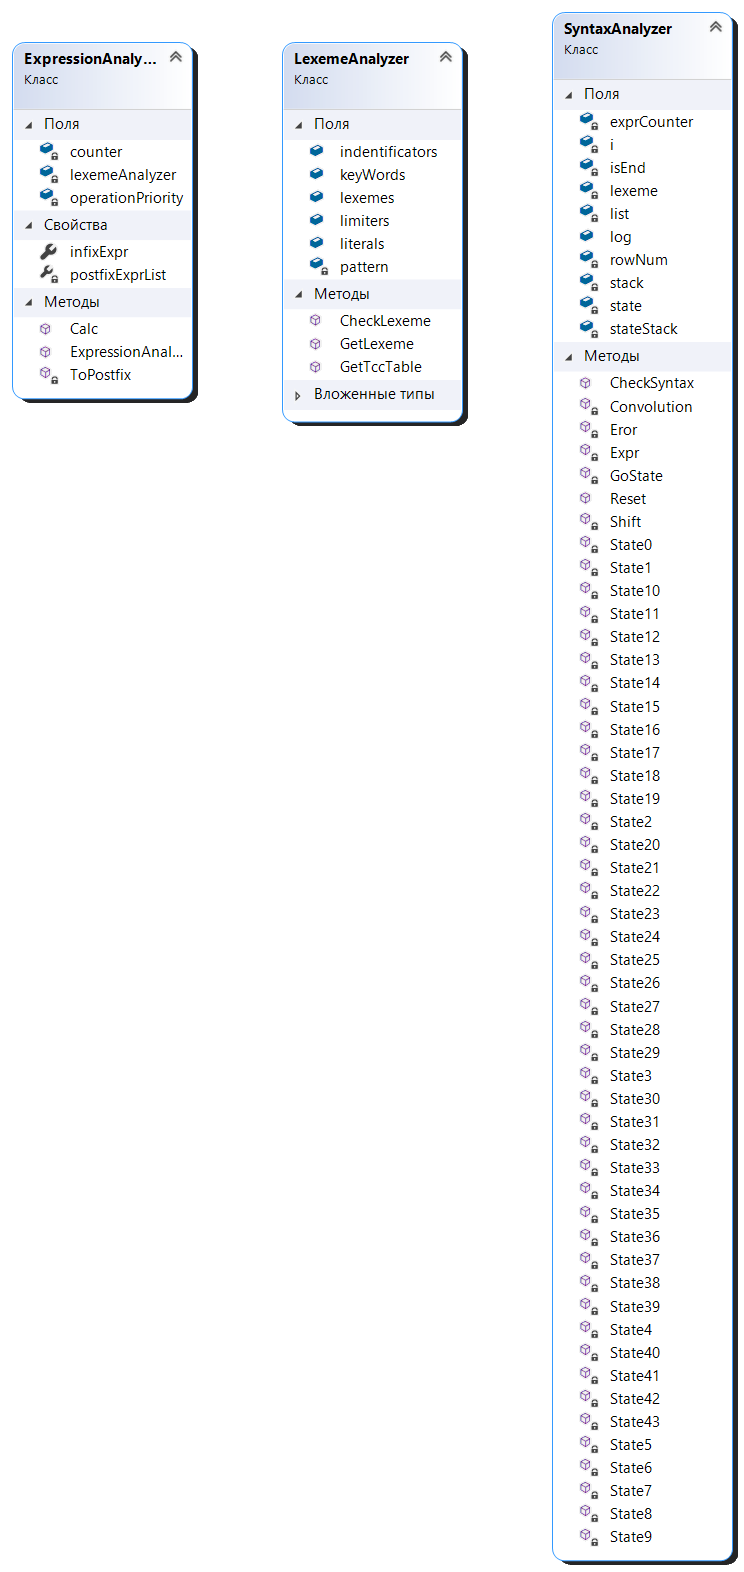 ExpressionAnaly...
Класс
Поля
counter
lexemeAnalyzer
operationPriority
Свойства
infixExpr
postfixExprList
Методы
Calc
ExpressionAnal...
ToPostfix
LexemeAnalyzer
Класс
Поля
indentificators
keyWords
lexemes
limiters
literals
pattern
Методы
CheckLexeme
GetLexeme
GetTccTable
Вложенные типы
SyntaxAnalyzer
Класс
Поля
exprCounter
i
isEnd
lexeme
list
log
rowNum
stack
state
stateStack
Методы
CheckSyntax
Convolution
Eror
Expr
GoState
Reset
Shift
State0
State1
State10
State11
State12
State13
State14
State15
State16
State17
State18
State19
State2
State20
State21
State22
State23
State24
State25
State26
State27
State28
State29
State3
State30
State31
State32
State33
State34
State35
State36
State37
State38
State39
State4
State40
State41
State42
State43
State5
State6
State7
State8
State9